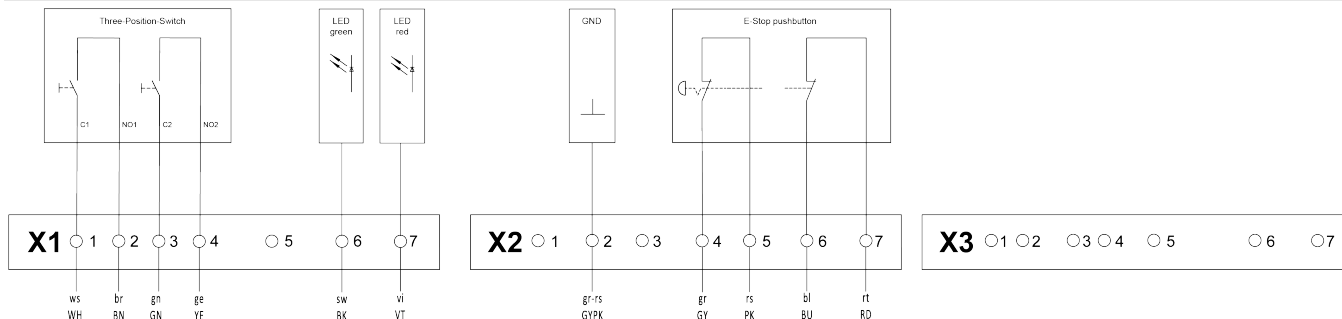 Three-Position-Switch
LED green
LED red
GND
E-Stop pushbutton
C1 NO1 C2 NO2
X1 1 2 3 4 5 6 7
X2 1 2 3 4 5 6 7
X3 1 2 3 4 5 6 7
ws br gn ge sw vi gr-rs gr rs bl rt
WH BN GN YE BK VT GYPK GY PK BU RD